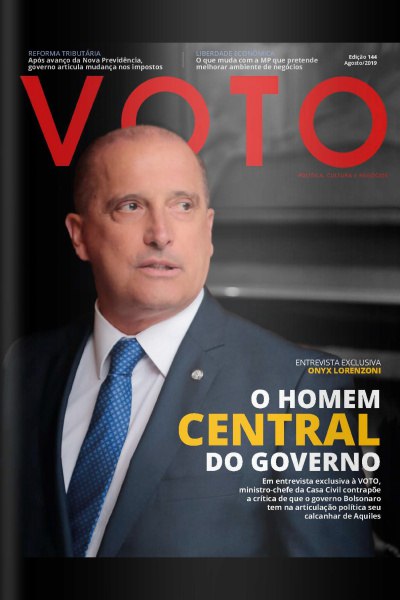 REFORMA TRIBUTÁRIA
Após avanço da Nova Previdência,
governo articula mudança nos impostos
LIBERDADE ECONÔMICA
O que muda com a MP que pretende
melhorar ambiente de negócios
Edição 144
Agosto/2019
VOTO
POLÍTICA, CULTURA E NEGÓCIOS
ENTREVISTA EXCLUSIVA
ONYX LORENZONI
O HOMEM
CENTRAL
DO GOVERNO
Em entrevista exclusiva à VOTO,
ministro-chefe da Casa Civil contrapõe
a crítica de que o governo Bolsonaro
tem na articulação política seu
calcanhar de Aquiles